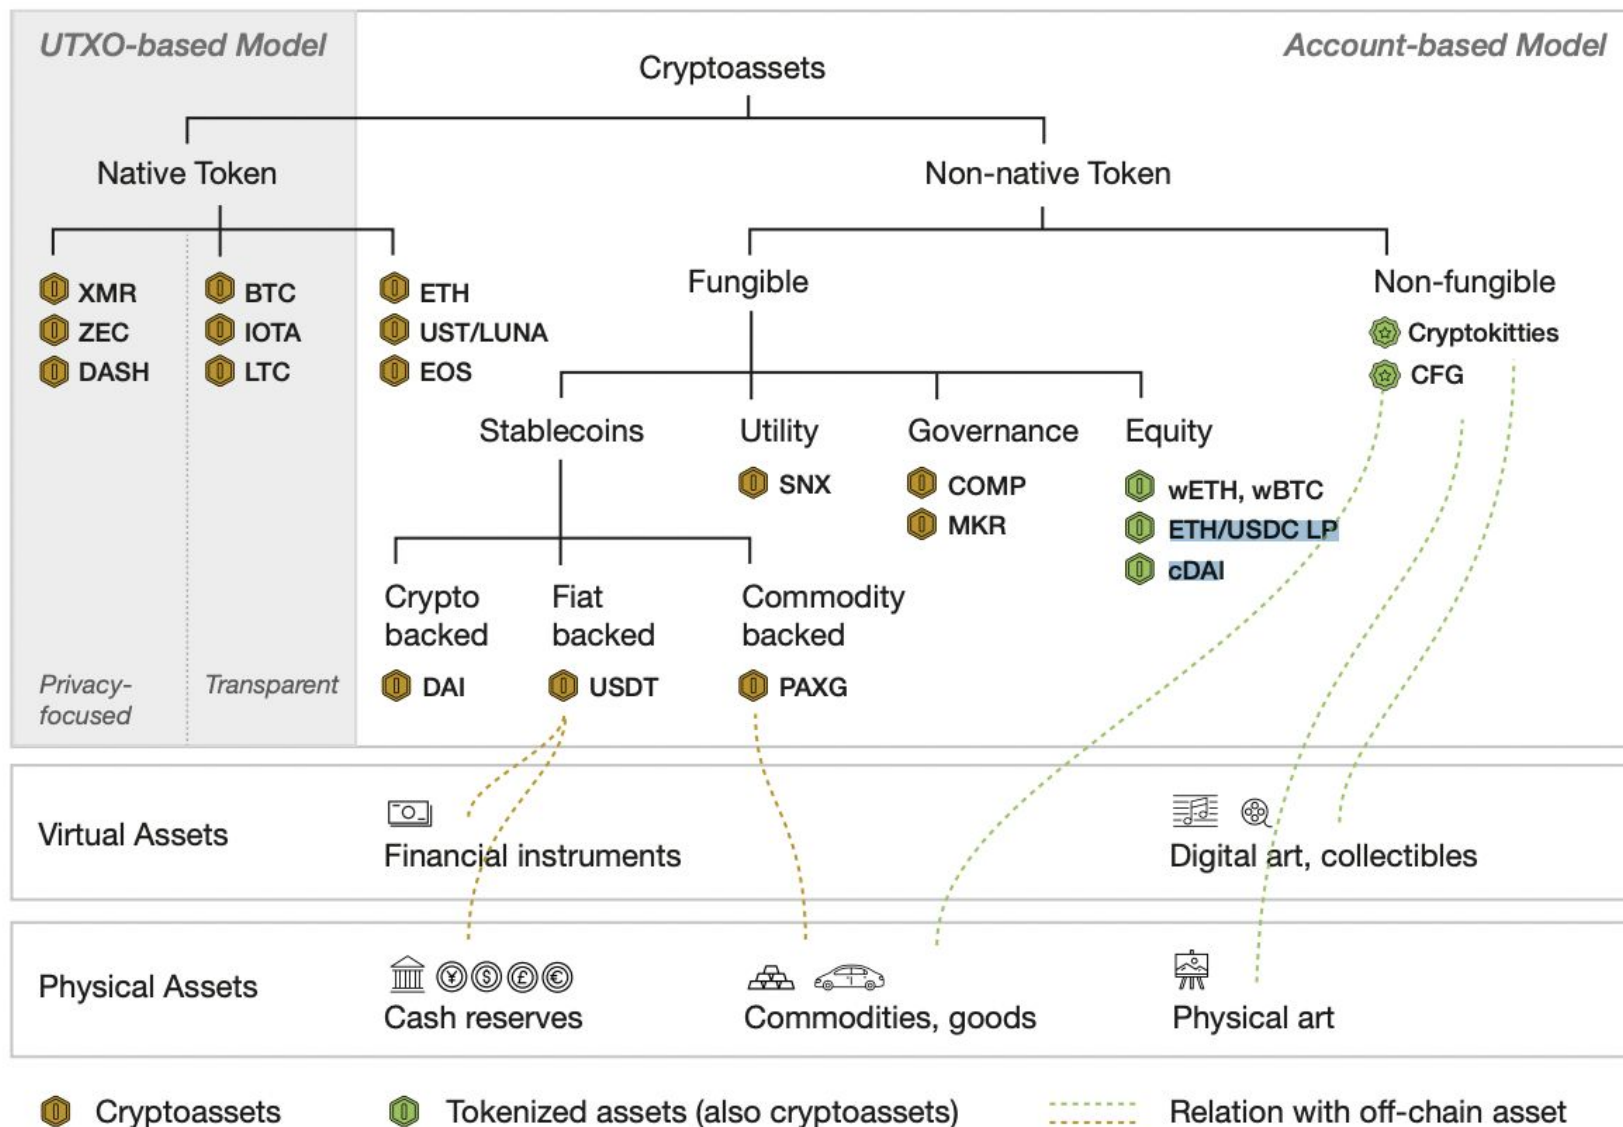 UTXO-based Model
Account-based Model
Cryptoassets
Native Token
Non-native Token
XMR
ZEC
DASH
BTC
IOTA
LTC
ETH
UST/LUNA
EOS
Fungible
Non-fungible
Cryptokitties
CFG
Stablecoins
Utility
SNX
Governance
COMP
MKR
Equity
wETH, wBTC
ETH/USDC LP
cDAI
Crypto
backed
DAI
Fiat
backed
USDT
Commodity
backed
PAXG
Privacy-
focused
Transparent
Virtual Assets
Financial instruments
Digital art, collectibles
Physical Assets
¥ $ £ €
Cash reserves
Commodities, goods
Physical art
Cryptoassets
Tokenized assets (also cryptoassets)
Relation with off-chain asset